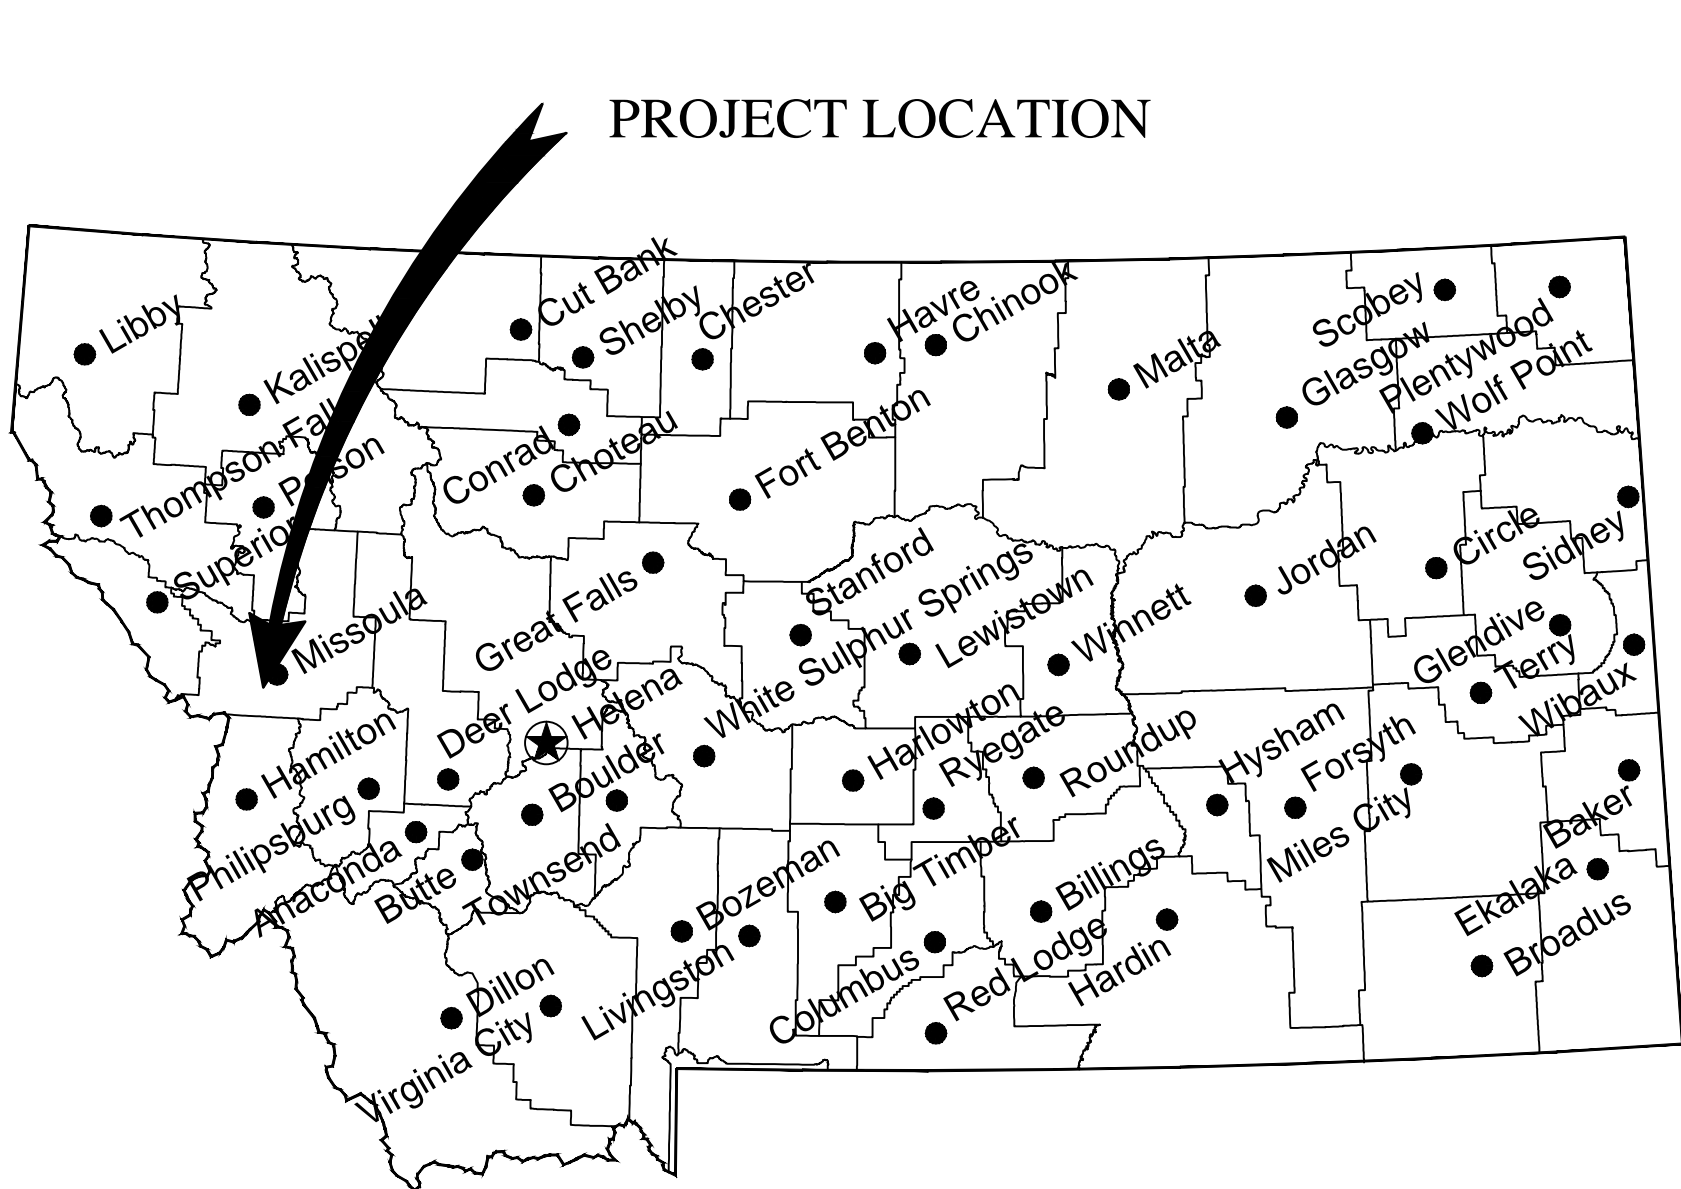 PROJECT LOCATION
Cut Bank
Shelby
Chester
Havre
Chinook
Malta
Scobey
Glasgow
Plentywood
Wolf Point
Libby
Kalispell
Thompson Fall
Polson
Superior
Conrad
Choteau
Fort Benton
Great Falls
Stanford
White Sulphur Springs
Lewistown
Winnett
Jordan
Circle
Sidney
Glendive
Terry
Wibaux
Missoula
Deer Lodge
Helena
Hamilton
Philipsburg
Anaconda
Butte
Boulder
Townsend
Harlowton
Ryegate
Roundup
Hysham
Forsyth
Miles City
Baker
Ekalaka
Broadus
Bozeman
Big Timber
Billings
Livingston
Columbus
Red Lodge
Hardin
Dillon
Virginia City